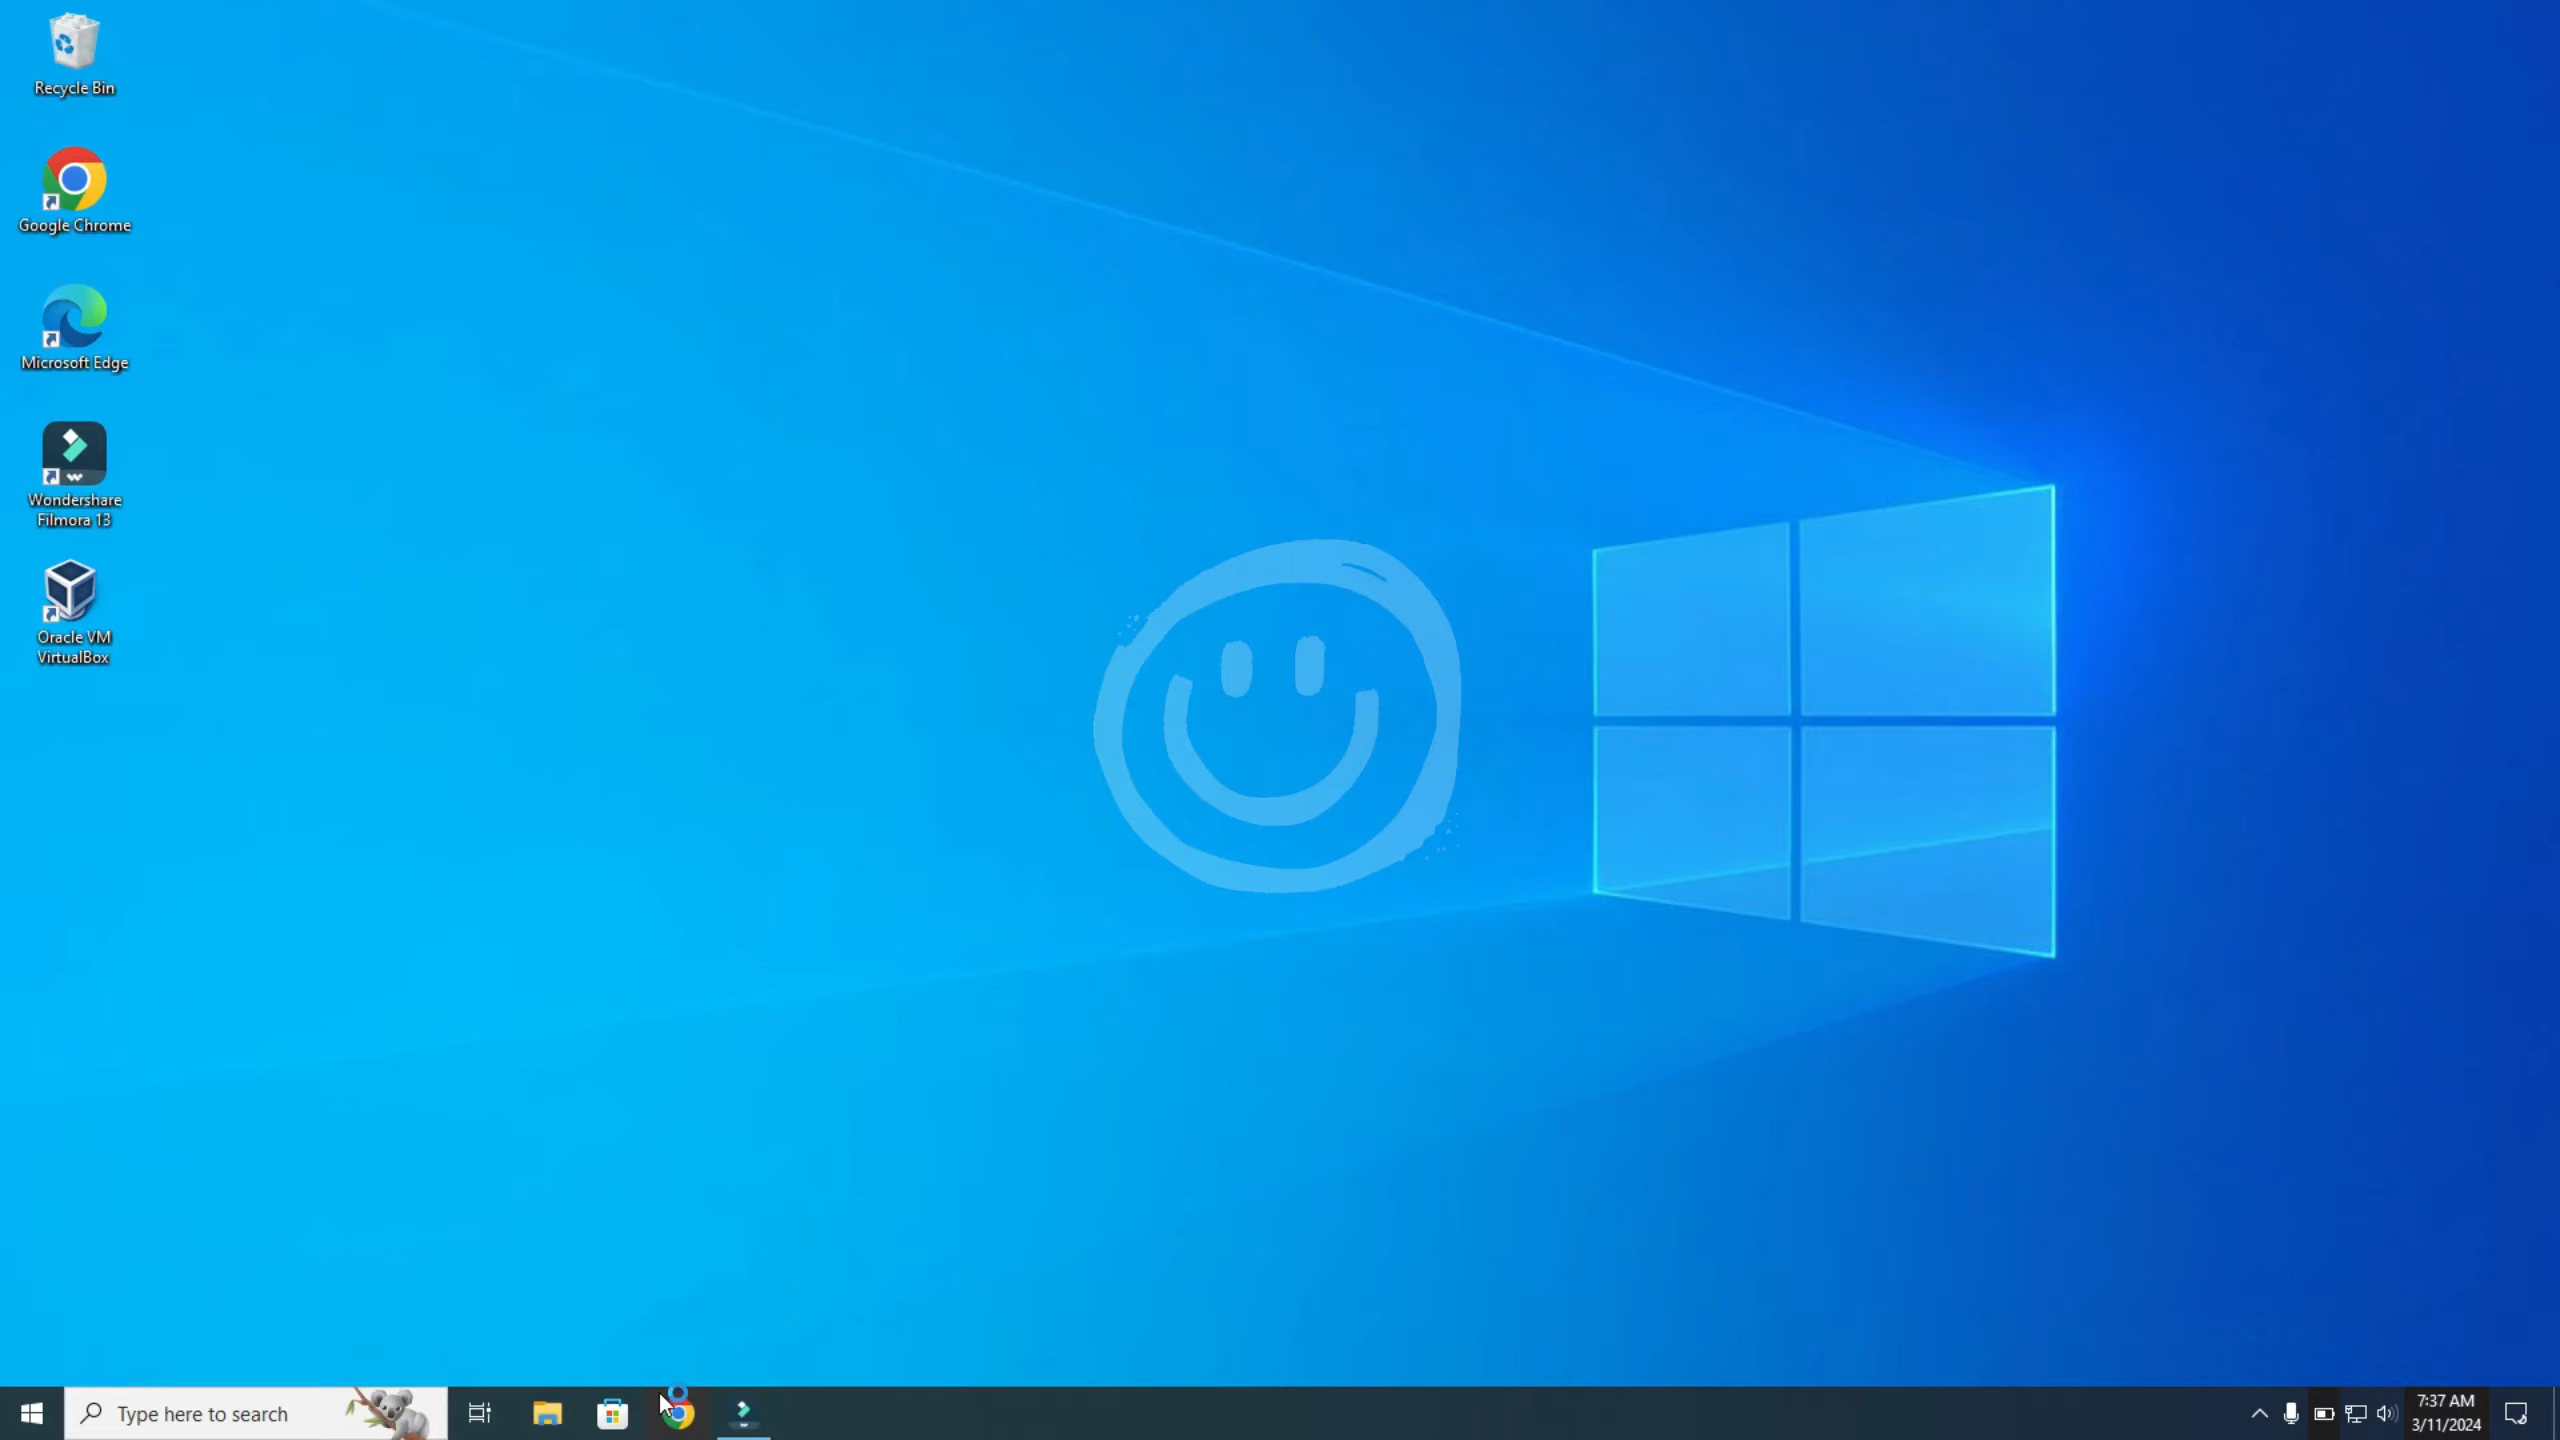 Recycle Bin
Google Chrome
Microsoft Edge
Wondershare
Filmora 13
Oracle VM
VirtualBox
Type here to search
7:37 AM
3/11/2024